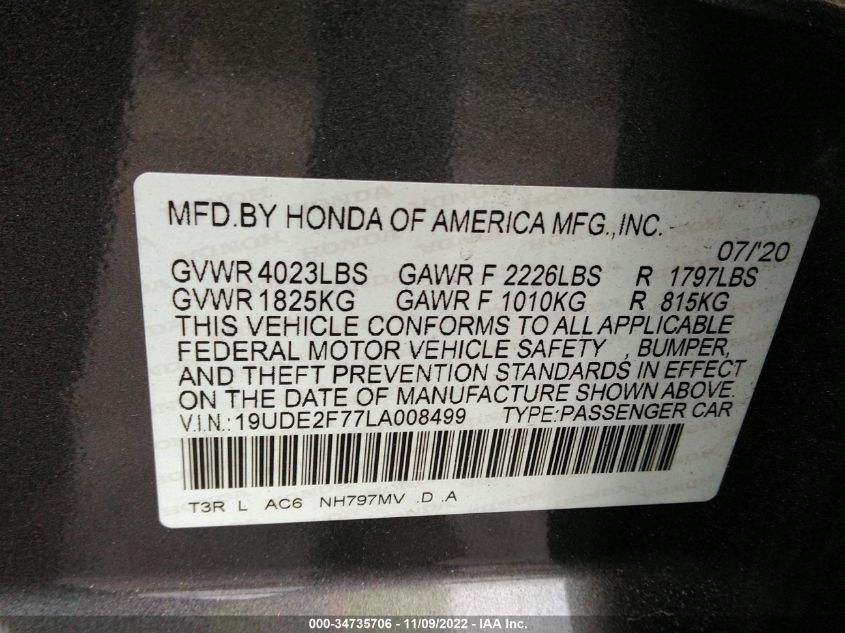 MFD.BY HONDA OF AMERICA MFG.,INC.
07/'20
GVWR 4023LBS GAWR F 2226LBS R 1797LBS
GVWR 1825KG GAWR F 1010KG R 815KG
THIS VEHICLE CONFORMS TO ALL APPLICABLE
FEDERAL MOTOR VEHICLE SAFETY , BUMPER,
AND THEFT PREVENTION STANDARDS IN EFFECT
ON THE DATE OF MANUFACTURE SHOWN ABOVE.
V.I.N.:19UDE2F77LA008499 TYPE:PASSENGER CAR
T3R L AC6 NH797MV .D .A
000-34735706 - 11/09/2022 - IAA Inc.